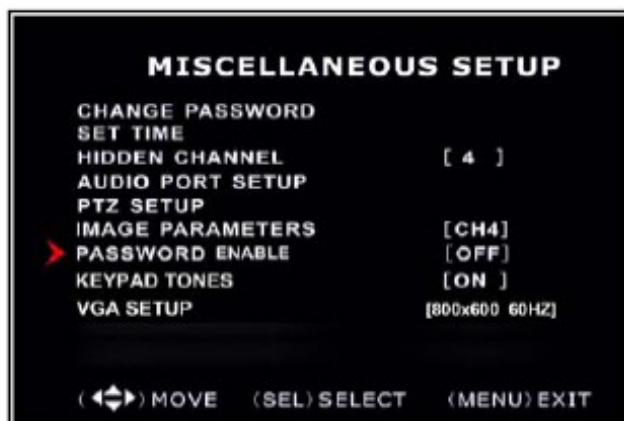 MISCELLANEOUS SETUP
CHANGE PASSWORD
SET TIME
HIDDEN CHANNEL [ 4 ]
AUDIO PORT SETUP
PTZ SETUP
IMAGE PARAMETERS [CH4]
PASSWORD ENABLE [OFF]
KEYPAD TONES [ON ]
VGA SETUP [800x600 60HZ]
(◀▲▼▶) MOVE (SEL) SELECT (MENU) EXIT